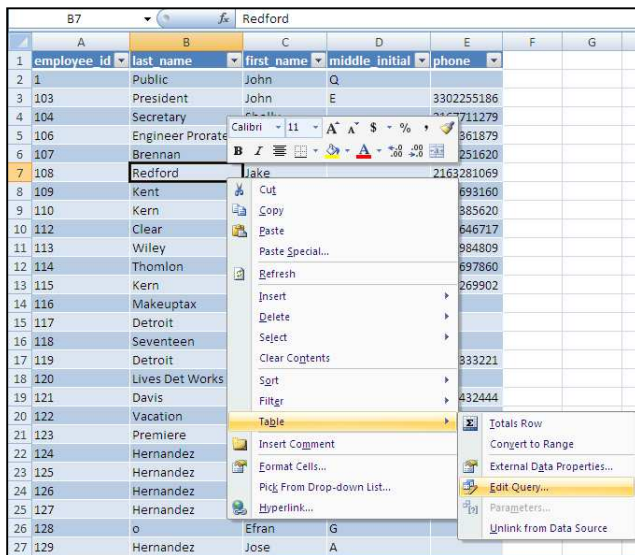 B7 fx Redford
A B C D E F G
1 employee_id last_name first_name middle_initial phone
2 1 Public John Q
3 103 President John E 3302255186
4 104 Secretary 2167711279
5 106 Engineer Prorate 361879
6 107 Brennan 251620
7 108 Redford Jake 2163281069
8 109 Kent 693160
9 110 Kern 385620
10 112 Clear 646717
11 113 Wiley 984809
12 114 Thomlon 697860
13 115 Kern 269902
14 116 Makeuptax
15 117 Detroit
16 118 Seventeen
17 119 Detroit 333221
18 120 Lives Det Works
19 121 Davis 432444
20 122 Vacation
21 123 Premiere
22 124 Hernandez
23 125 Hernandez
24 126 Hernandez
25 127 Hernandez
26 128 o Efran G
27 129 Hernandez Jose A
Calibri 11 A A $ % ,
B I A .00 .00
Cut
Copy
Paste
Paste Special...
Refresh
Insert
Delete
Select
Clear Contents
Sort
Filter
Table
Insert Comment
Format Cells...
Pick From Drop-down List...
Hyperlink...
Totals Row
Convert to Range
External Data Properties...
Edit Query...
Parameters...
Unlink from Data Source